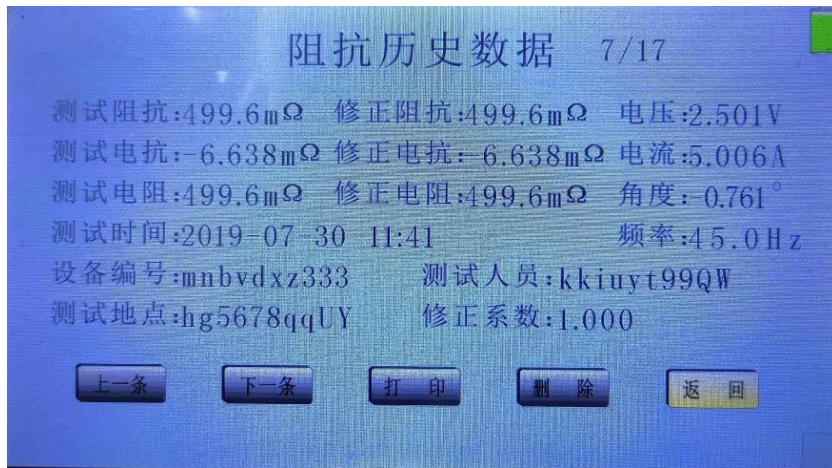 阻抗历史数据 7/17
测试阻抗:499.6mΩ 修正阻抗:499.6mΩ 电压:2.501V
测试电抗:-6.638mΩ 修正电抗:-6.638mΩ 电流:5.006A
测试电阻:499.6mΩ 修正电阻:499.6mΩ 角度:-0.761°
测试时间:2019-07-30 11:41 频率:45.0Hz
设备编号:mnbvdxz333 测试人员:kkiuyt99QW
测试地点:hg5678qqUY 修正系数:1.000
上一条 下一条 打 印 删 除 返 回